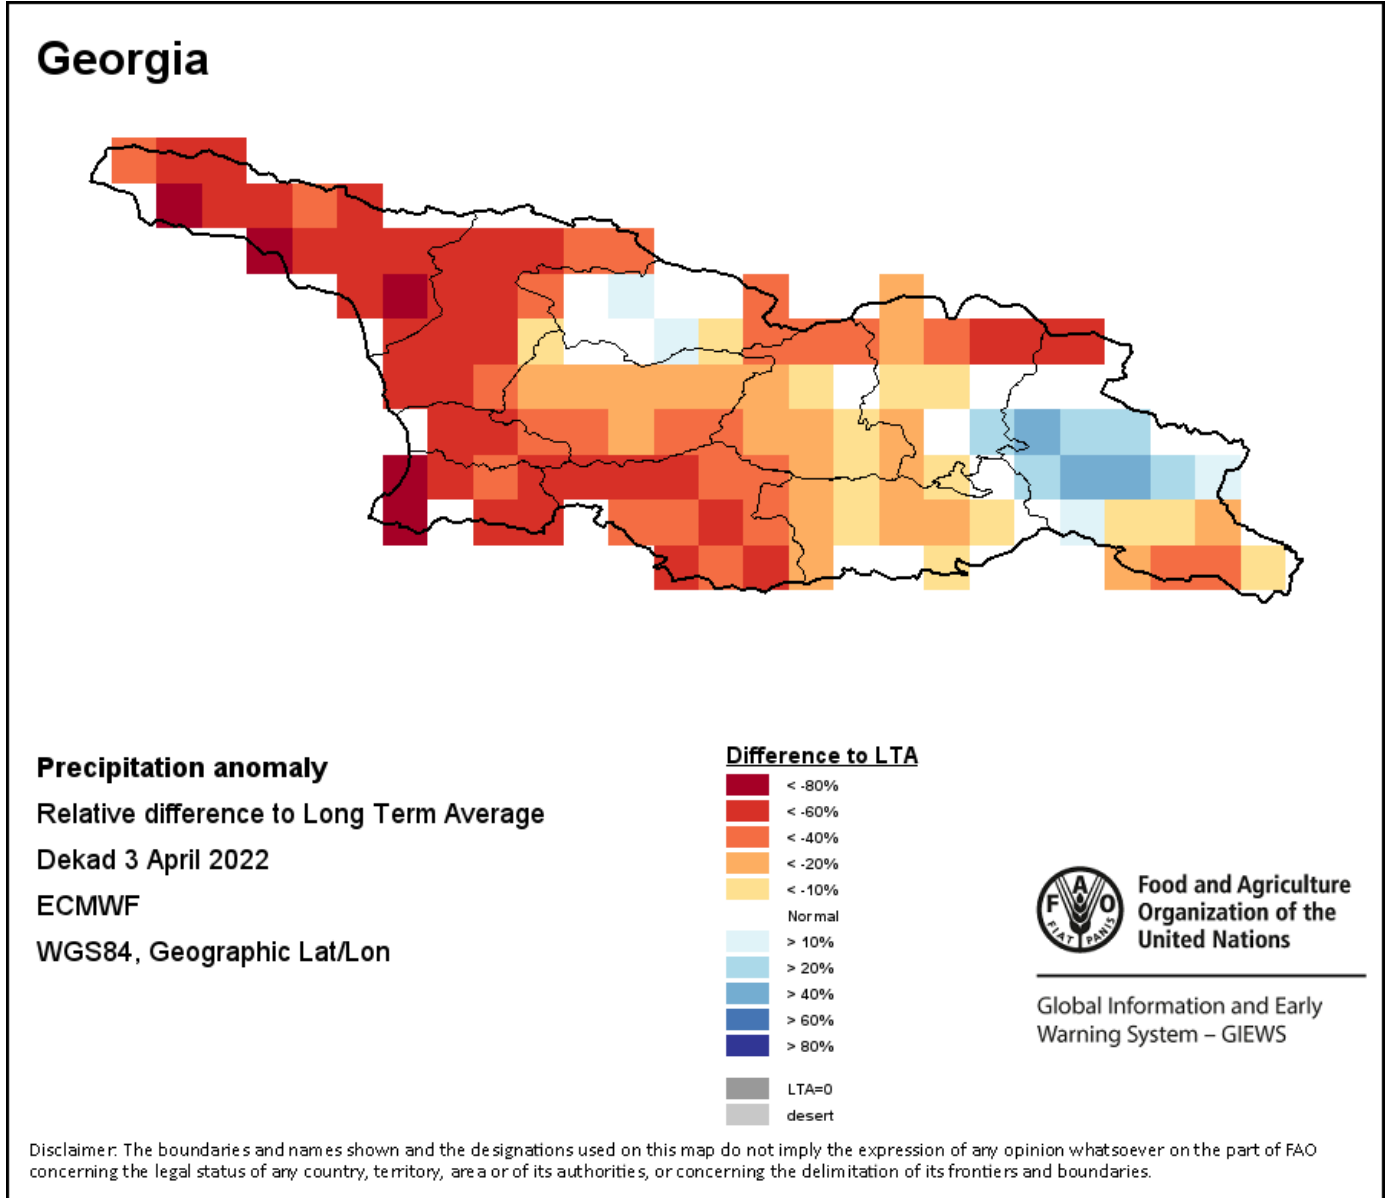 Georgia
Precipitation anomaly
Relative difference to Long Term Average
Dekad 3 April 2022
ECMWF
WGS84, Geographic Lat/Lon
Difference to LTA
< -80%
< -60%
< -40%
< -20%
< -10%
Normal
> 10%
> 20%
> 40%
> 60%
> 80%
LTA=0
desert
F A O
FIAT PANIS
Food and Agriculture
Organization of the
United Nations
Global Information and Early
Warning System – GIEWS
Disclaimer: The boundaries and names shown and the designations used on this map do not imply the expression of any opinion whatsoever on the part of FAO
concerning the legal status of any country, territory, area or of its authorities, or concerning the delimitation of its frontiers and boundaries.